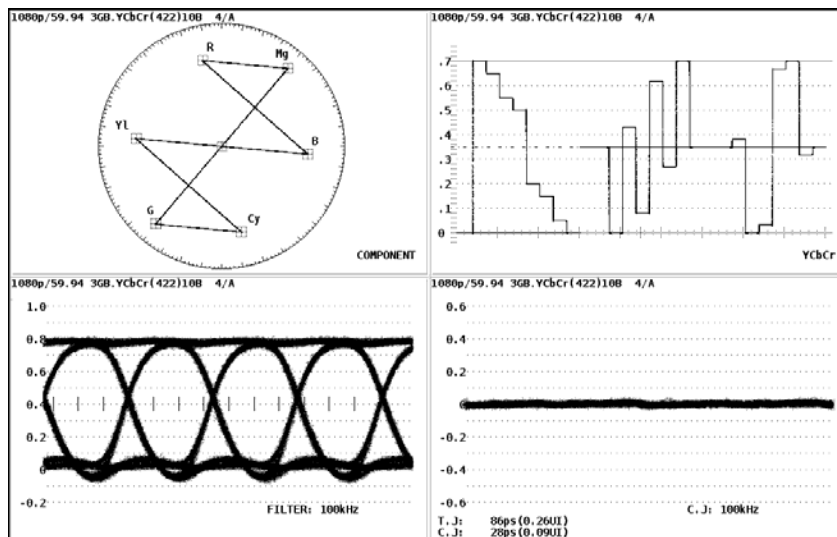 1080p/59.94 3GB.YCbCr(422)10B 4/A
R
Mg
Yl
B
G
Cy
COMPONENT
1080p/59.94 3GB.YCbCr(422)10B 4/A
.7
.6
.5
.4
0.3
.2
.1
0
YCbCr
1080p/59.94 3GB.YCbCr(422)10B 4/A
1.0
0.8
0.6
0.4
0.2
0
-0.2
FILTER: 100kHz
1080p/59.94 3GB.YCbCr(422)10B 4/A
0.6
0.4
0.2
0
-0.2
-0.4
-0.6
C.J: 100kHz
T.J: 86ps(0.26UI)
C.J: 28ps(0.09UI)